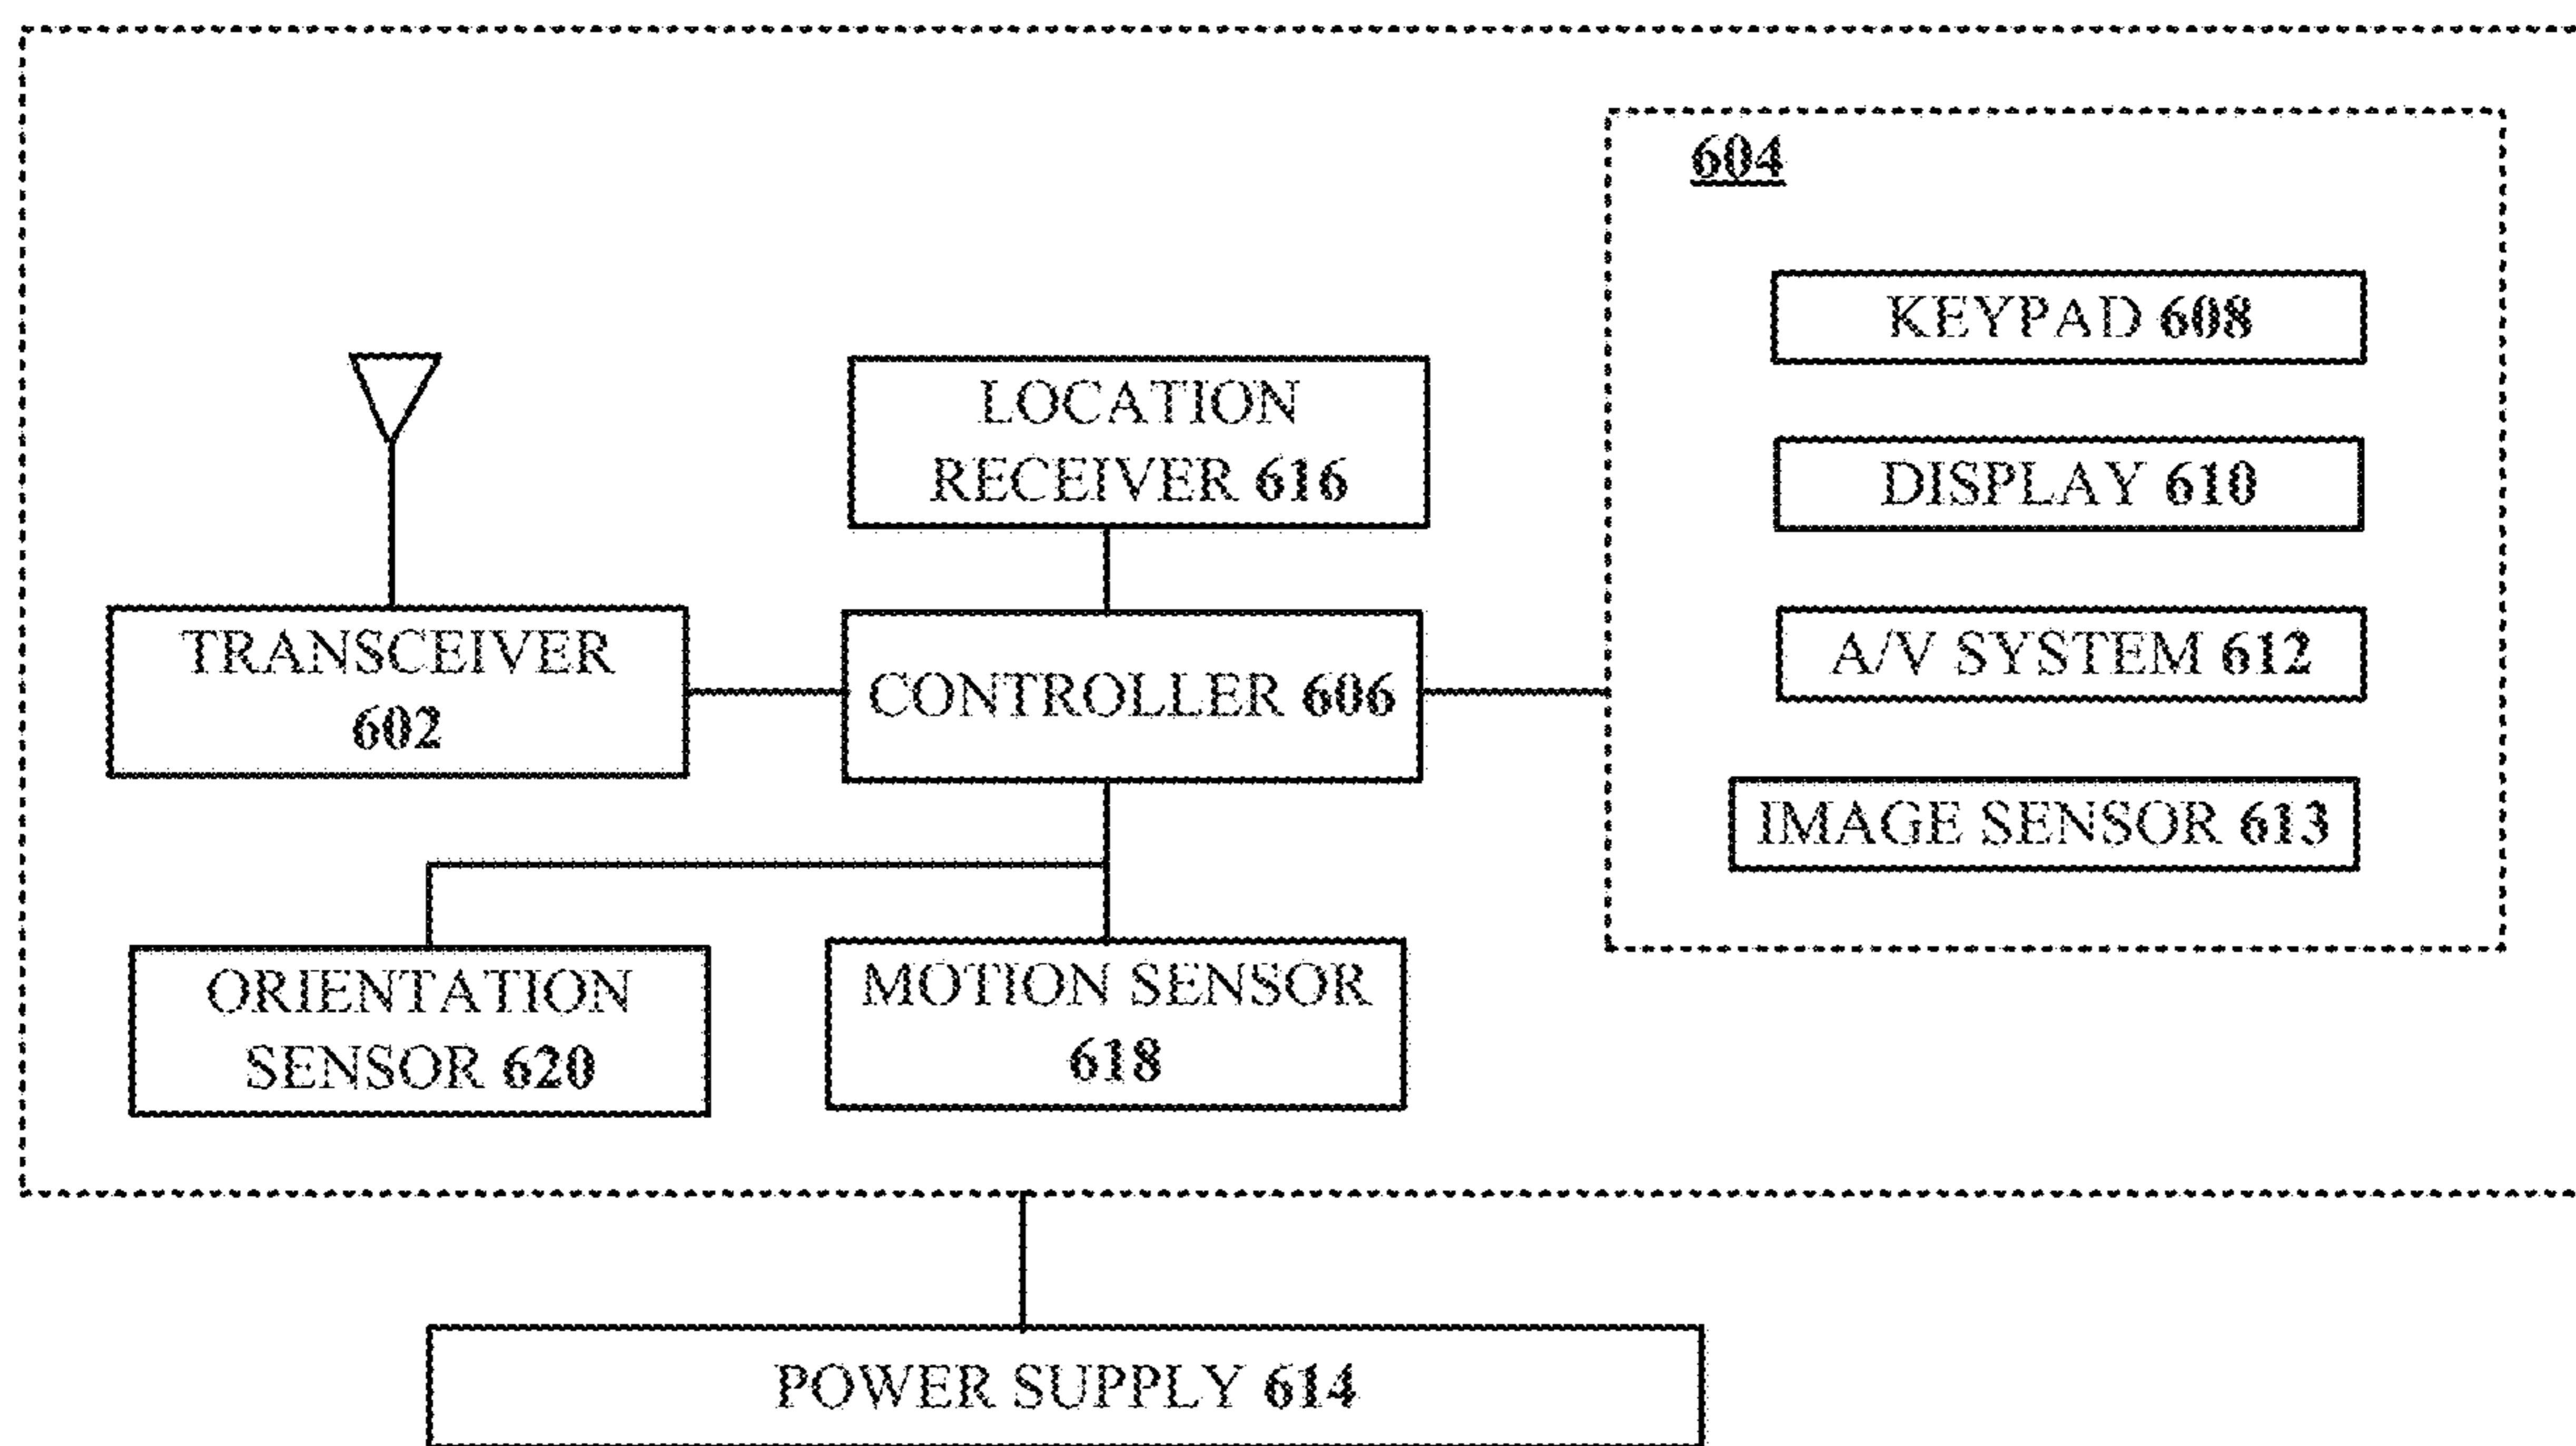 604
KEYPAD 608
LOCATION
RECEIVER 616
DISPLAY 610
TRANSCEIVER
602
CONTROLLER 606
A/V SYSTEM 612
IMAGE SENSOR 613
ORIENTATION
SENSOR 620
MOTION SENSOR
618
POWER SUPPLY 614